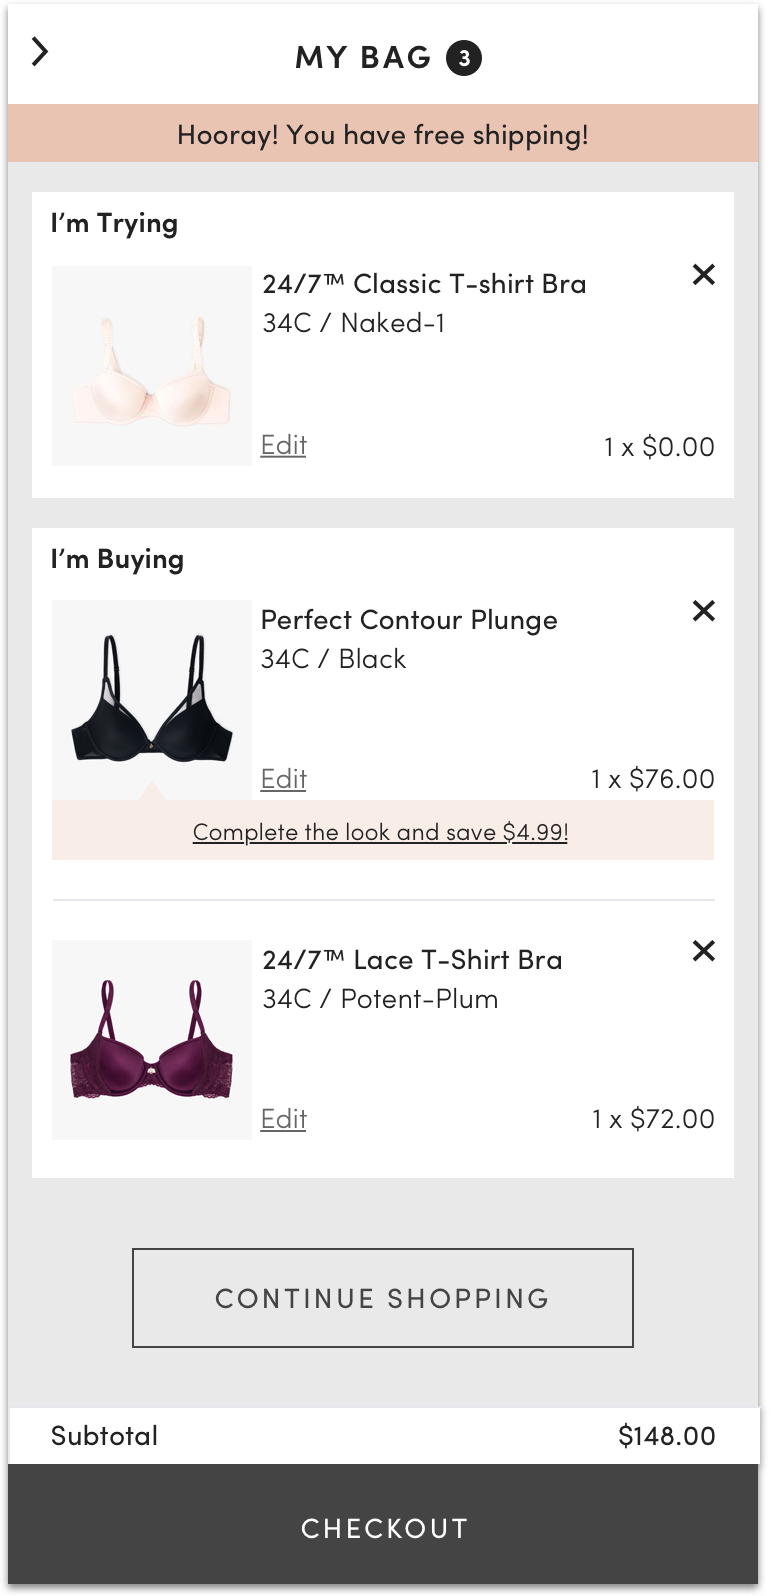 MY BAG 3
Hooray! You have free shipping!
I’m Trying
24/7™ Classic T-shirt Bra
34C / Naked-1
Edit
1 x $0.00
I’m Buying
Perfect Contour Plunge
34C / Black
Edit
1 x $76.00
Complete the look and save $4.99!
24/7™ Lace T-Shirt Bra
34C / Potent-Plum
Edit
1 x $72.00
CONTINUE SHOPPING
Subtotal
$148.00
CHECKOUT